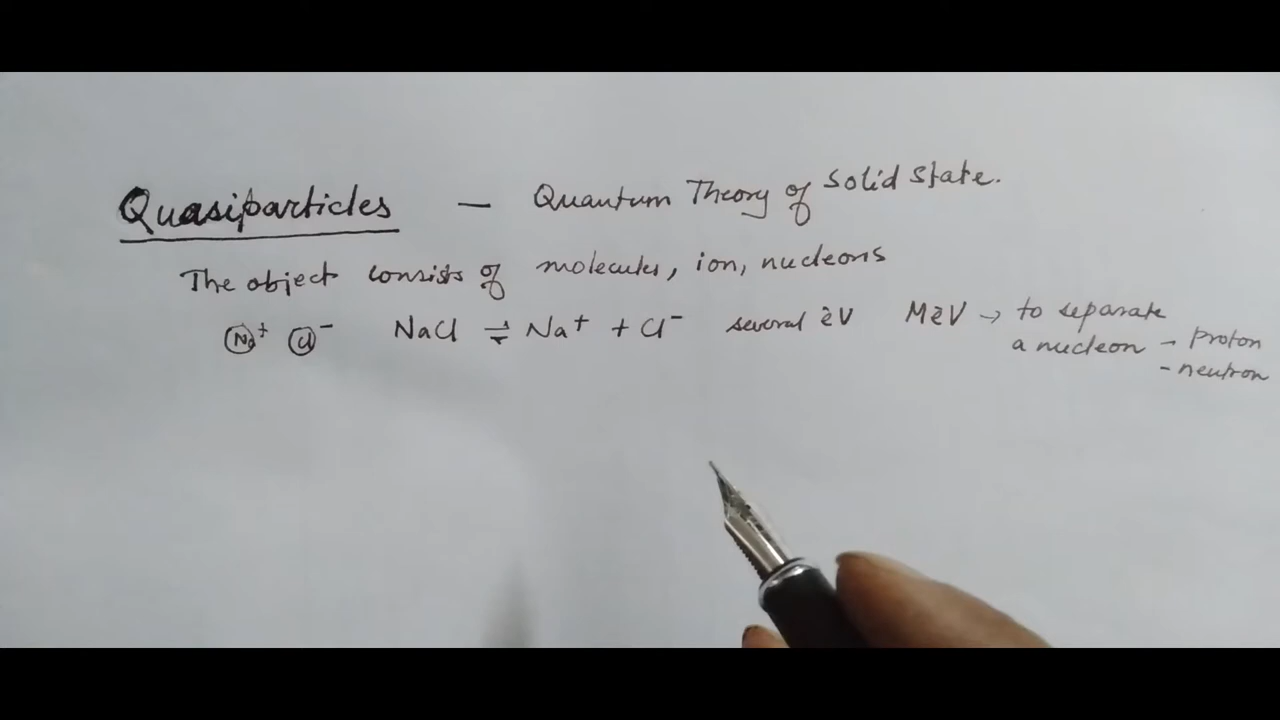 Quasiparticles — Quantum Theory of Solid State.
The object consists of molecules, ion, nucleons
Na+ Cl− NaCl ⇌ Na+ + Cl− several eV MeV → to separate
a nucleon – proton
- neutron